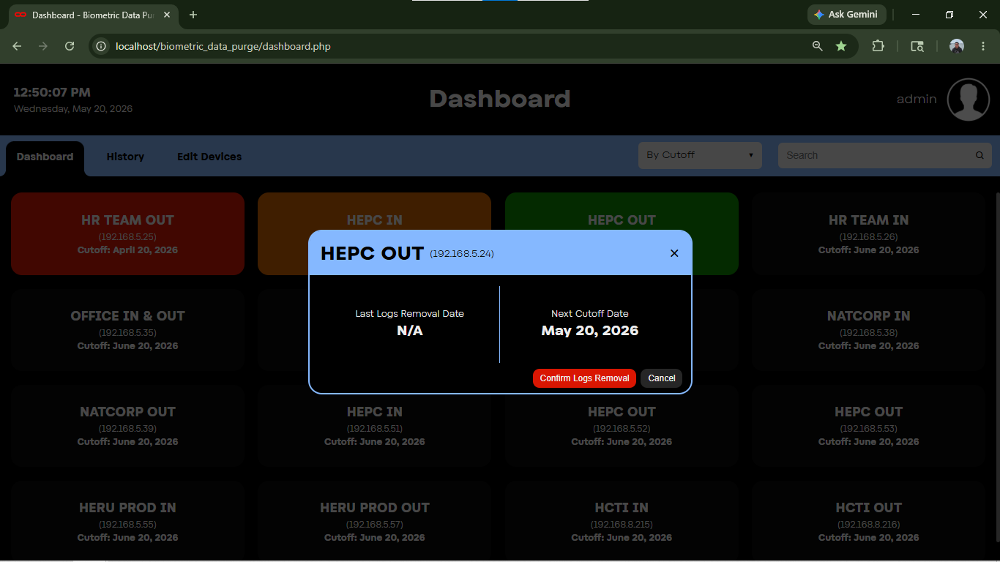 Dashboard - Biometric Data Pu
Ask Gemini
localhost/biometric_data_purge/dashboard.php
12:50:07 PM
Wednesday, May 20, 2026
Dashboard
admin
Dashboard
History
Edit Devices
By Cutoff
Search
HR TEAM OUT
(192.168.5.25)
Cutoff: April 20, 2026
HEPC IN
HEPC OUT
HR TEAM IN
(192.168.5.26)
Cutoff: June 20, 2026
HEPC OUT (192.168.5.24)
Last Logs Removal Date
N/A
Next Cutoff Date
May 20, 2026
Confirm Logs Removal
Cancel
OFFICE IN & OUT
(192.168.5.35)
Cutoff: June 20, 2026
NATCORP IN
(192.168.5.38)
Cutoff: June 20, 2026
NATCORP OUT
(192.168.5.39)
Cutoff: June 20, 2026
HEPC IN
(192.168.5.51)
Cutoff: June 20, 2026
HEPC OUT
(192.168.5.52)
Cutoff: June 20, 2026
HEPC OUT
(192.168.5.53)
Cutoff: June 20, 2026
HERU PROD IN
(192.168.5.55)
Cutoff: June 20, 2026
HERU PROD OUT
(192.168.5.57)
Cutoff: June 20, 2026
HCTI IN
(192.168.8.215)
Cutoff: June 20, 2026
HCTI OUT
(192.168.8.216)
Cutoff: June 20, 2026